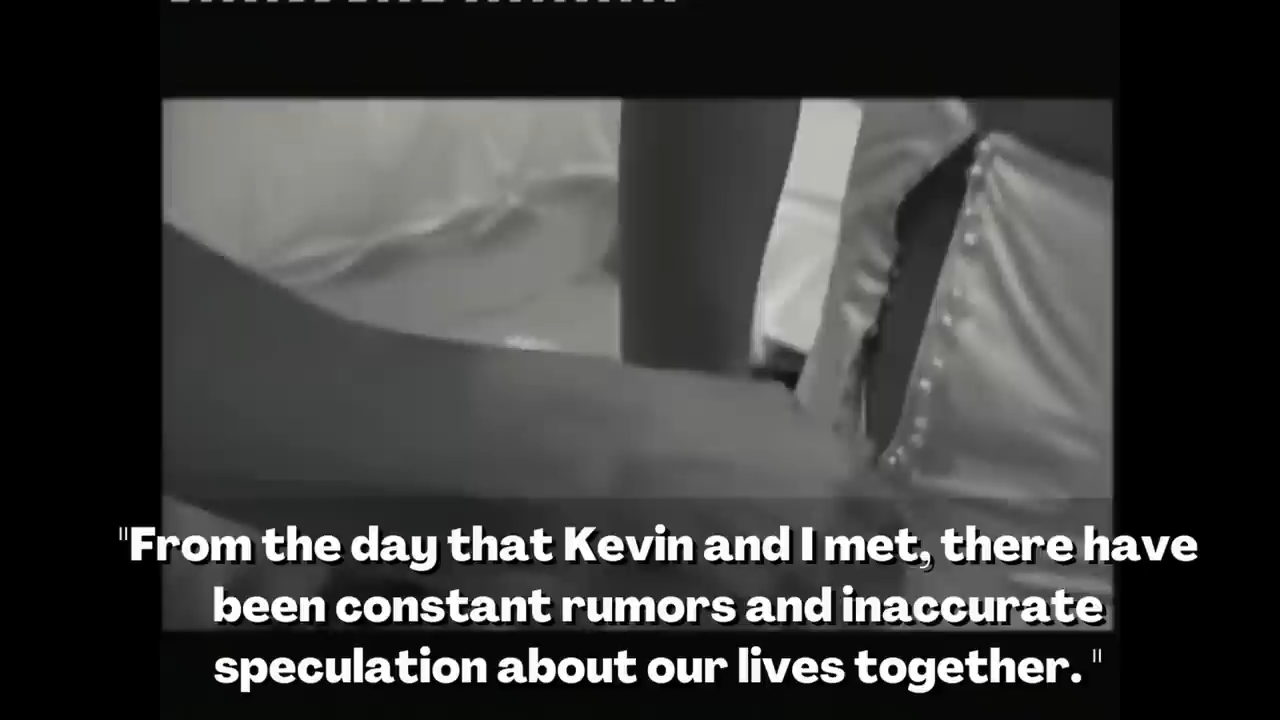 "From the day that Kevin and I met, there have
been constant rumors and inaccurate
speculation about our lives together. "